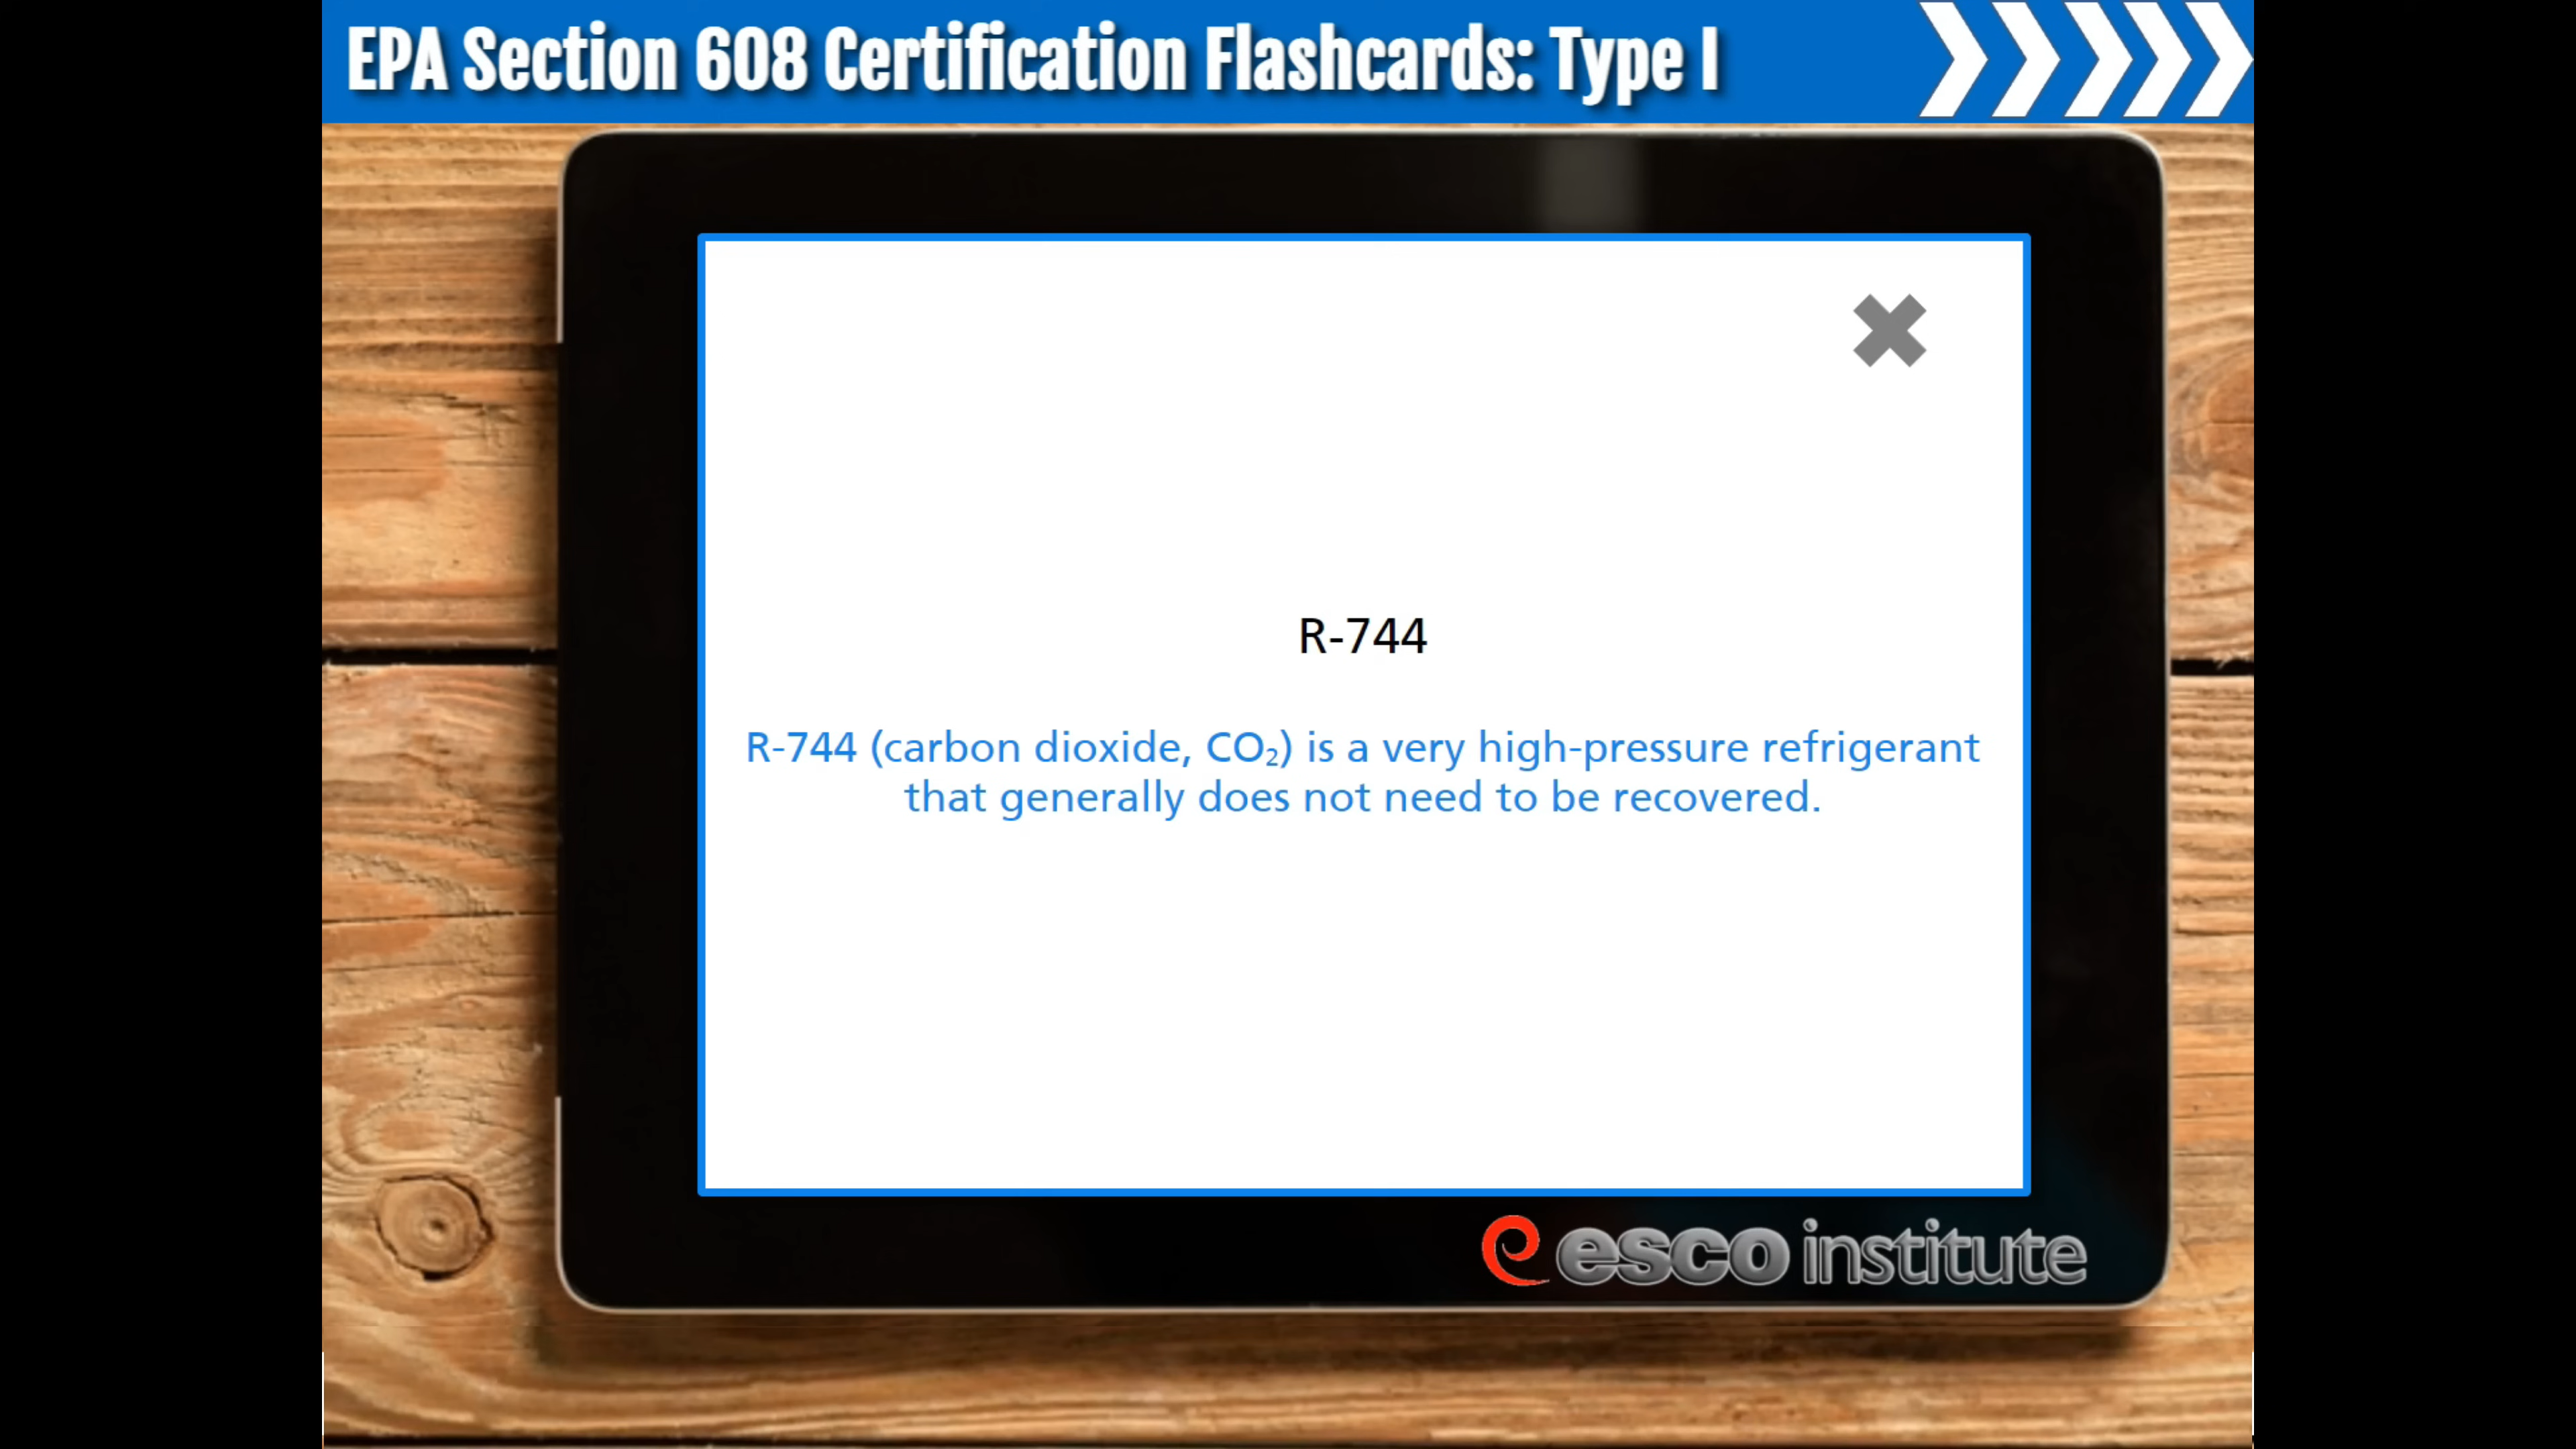 EPA Section 608 Certification Flashcards: Type I
R-744
R-744 (carbon dioxide, CO₂) is a very high-pressure refrigerant
that generally does not need to be recovered.
esco institute